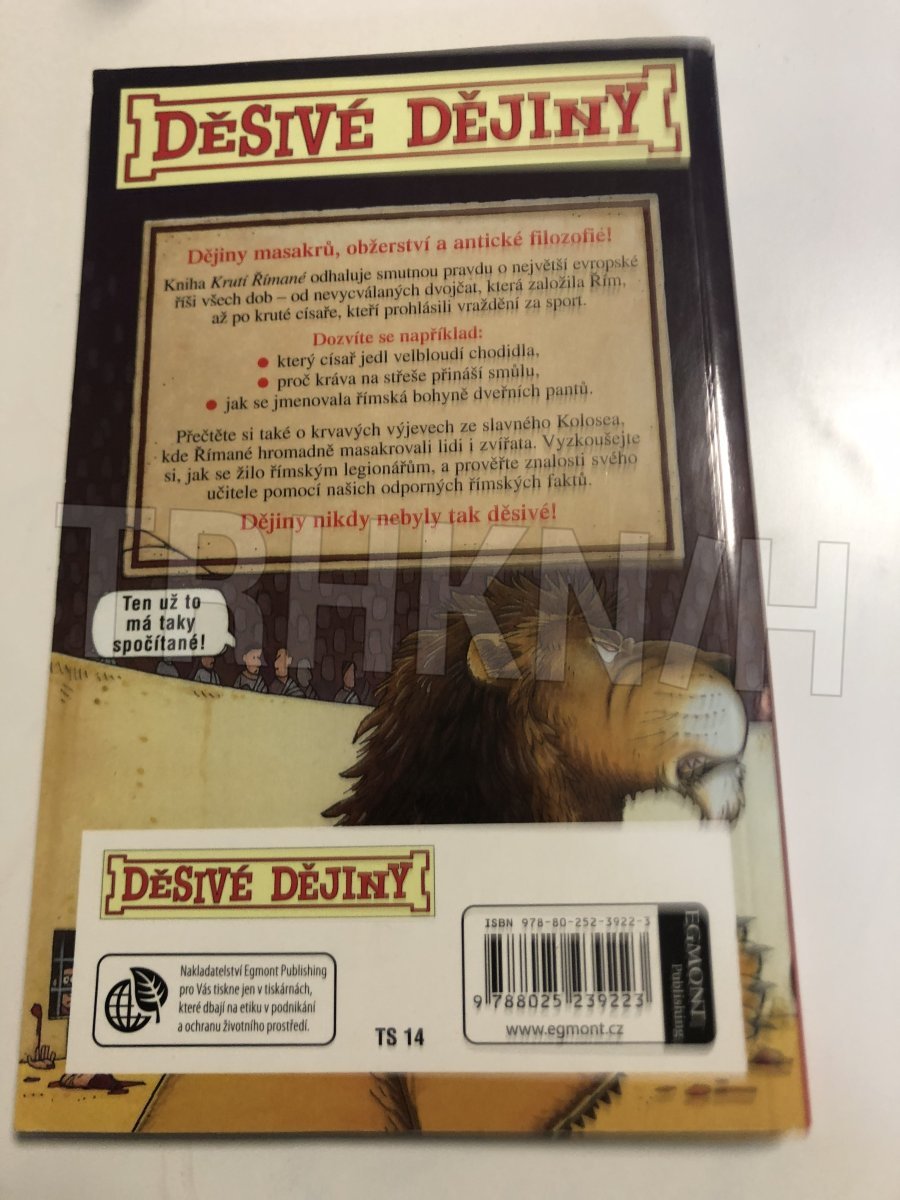 DĚSIVÉ DĚJINY
Dějiny masakrů, obžerství a antické filozofie!
Kniha Krutí Římané odhaluje smutnou pravdu o největší evropské
říši všech dob – od nevycválaných dvojčat, která založila Řím,
až po kruté císaře, kteří prohlásili vraždění za sport.
Dozvíte se například:
● který císař jedl velbloudí chodidla,
● proč kráva na střeše přináší smůlu,
● jak se jmenovala římská bohyně dveřních pantů.
Přečtěte si také o krvavých výjevech ze slavného Kolosea,
kde Římané hromadně masakrovali lidi i zvířata. Vyzkoušejte
si, jak se žilo římským legionářům, a prověřte znalosti svého
učitele pomocí našich odporných římských faktů.
Dějiny nikdy nebyly tak děsivé!
TRHKNIH
Ten už to
má taky
spočítané!
DĚSIVÉ DĚJINY
Nakladatelství Egmont Publishing
pro Vás tiskne jen v tiskárnách,
které dbají na etiku v podnikání
a ochranu životního prostředí.
TS 14
ISBN 978-80-252-3922-3
9 788025 239223
www.egmont.cz
EGMONT
Publishing